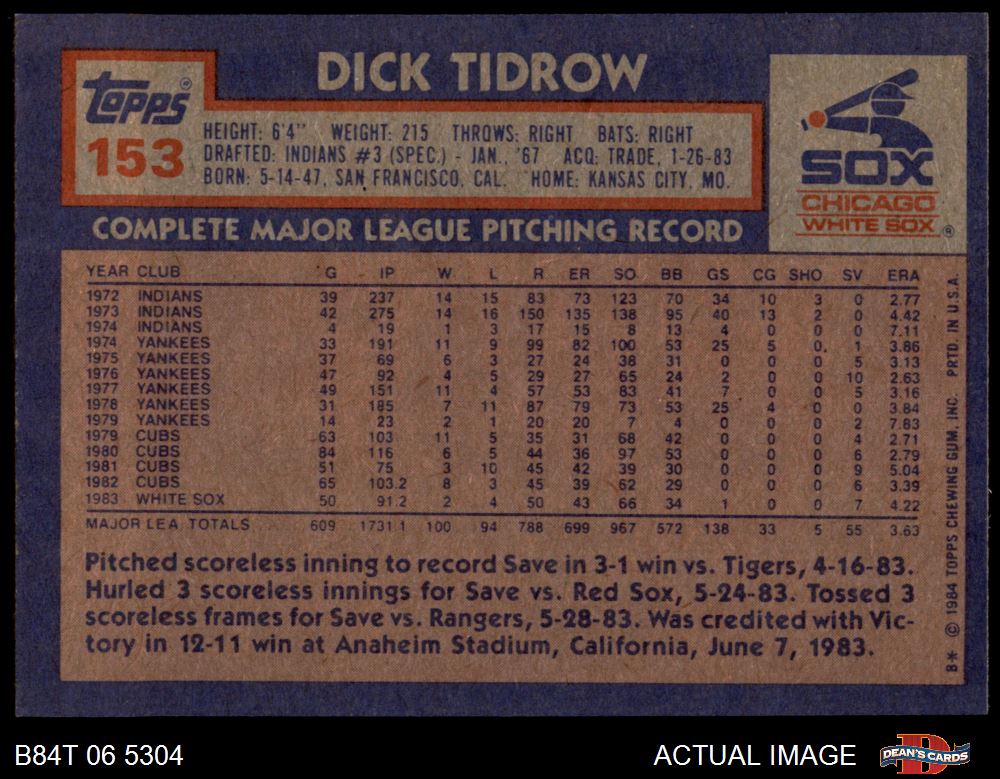 DICK TIDROW
Topps®
153
HEIGHT: 6'4" WEIGHT: 215 THROWS: RIGHT BATS: RIGHT
DRAFTED: INDIANS #3 (SPEC.) - JAN., '67 ACQ: TRADE, 1-26-83
BORN: 5-14-47, SAN FRANCISCO, CAL. HOME: KANSAS CITY, MO.
SOX
CHICAGO
WHITE SOX ®
COMPLETE MAJOR LEAGUE PITCHING RECORD
YEAR CLUB G IP W L R ER SO BB GS CG SHO SV ERA
1972 INDIANS 39 237 14 15 83 73 123 70 34 10 3 0 2.77
1973 INDIANS 42 275 14 16 150 135 138 95 40 13 2 0 4.42
1974 INDIANS 4 19 1 3 17 15 8 13 4 0 0 0 7.11
1974 YANKEES 33 191 11 9 99 82 100 53 25 5 0 1 3.86
1975 YANKEES 37 69 6 3 27 24 38 31 0 0 0 5 3.13
1976 YANKEES 47 92 4 5 29 27 65 24 2 0 0 10 2.63
1977 YANKEES 49 151 11 4 57 53 83 41 7 0 0 5 3.16
1978 YANKEES 31 185 7 11 87 79 73 53 25 4 0 0 3.84
1979 YANKEES 14 23 2 1 20 20 7 4 0 0 0 2 7.83
1979 CUBS 63 103 11 5 35 31 68 42 0 0 0 4 2.71
1980 CUBS 84 116 6 5 44 36 97 53 0 0 0 6 2.79
1981 CUBS 51 75 3 10 45 42 39 30 0 0 0 9 5.04
1982 CUBS 65 103.2 8 3 45 39 62 29 0 0 0 6 3.39
1983 WHITE SOX 50 91.2 2 4 50 43 66 34 1 0 0 7 4.22
MAJOR LEA. TOTALS 609 1731.1 100 94 788 699 967 572 138 33 5 55 3.63
Pitched scoreless inning to record Save in 3-1 win vs. Tigers, 4-16-83.
Hurled 3 scoreless innings for Save vs. Red Sox, 5-24-83. Tossed 3
scoreless frames for Save vs. Rangers, 5-28-83. Was credited with Vic-
tory in 12-11 win at Anaheim Stadium, California, June 7, 1983.
B* © 1984 TOPPS CHEWING GUM, INC. PRTD. IN U.S.A.
B84T 06 5304
ACTUAL IMAGE
D
DEAN'S CARDS